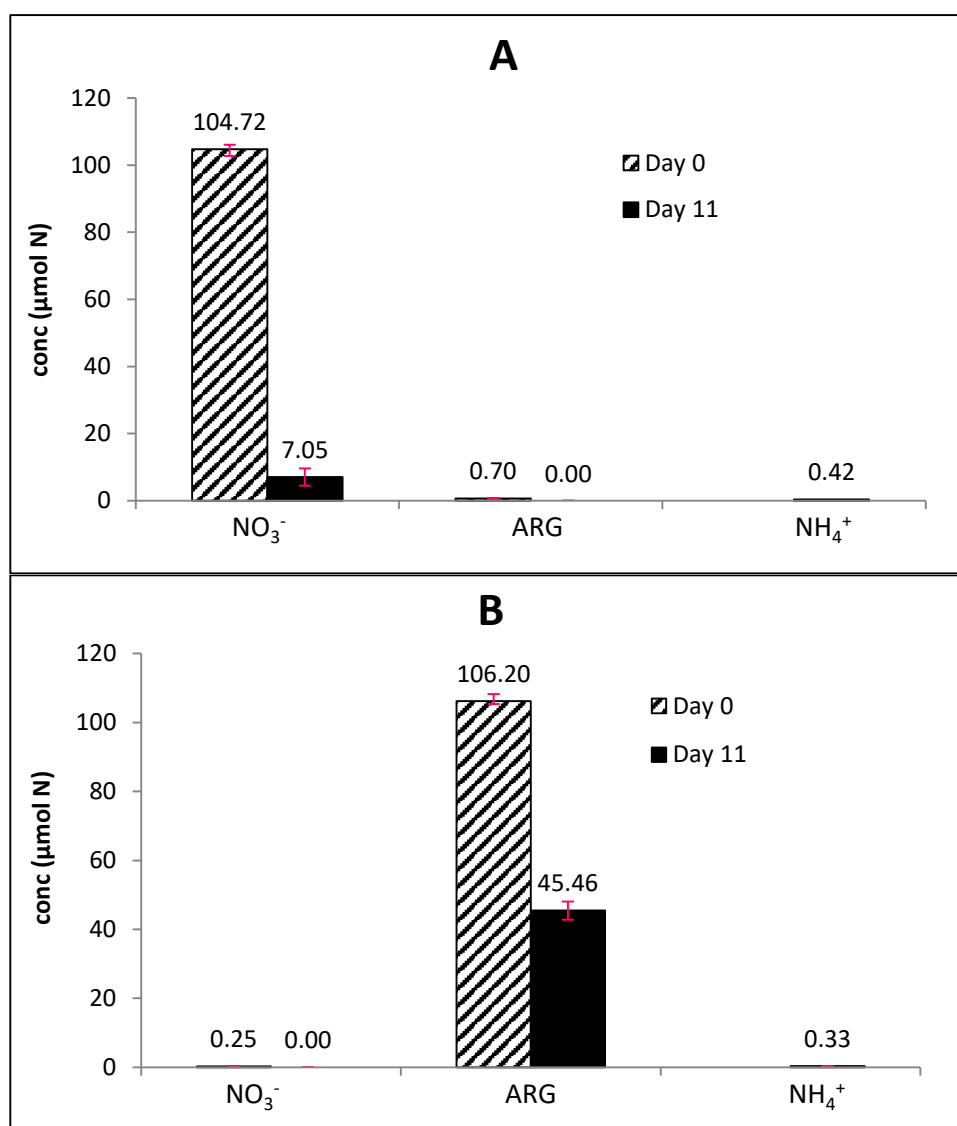 A
120
104.72
100
Day 0
Day 11
80
60
40
20
7.05
0.70
0.00
0.42
0
NO₃⁻
ARG
NH₄⁺
conc (µmol N)
B
120
106.20
100
Day 0
Day 11
80
60
45.46
40
20
0.25
0.00
0.33
0
NO₃⁻
ARG
NH₄⁺
conc (µmol N)